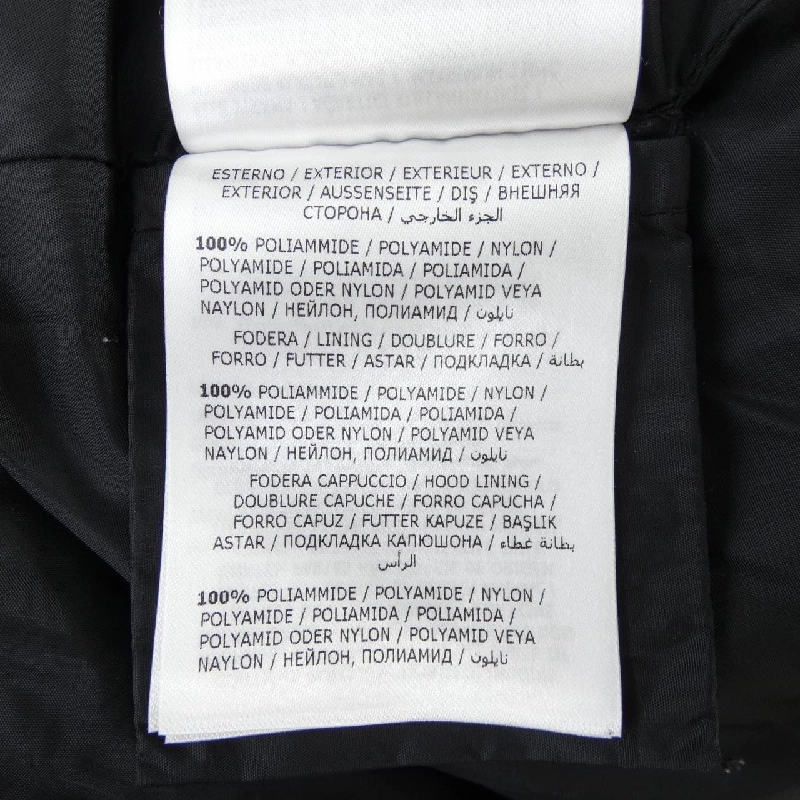 ESTERNO / EXTERIOR / EXTERIEUR / EXTERNO /
EXTERIOR / AUSSENSEITE / DIŞ / ВНЕШНЯЯ
СТОРОНА / الجزء الخارجي
100% POLIAMMIDE / POLYAMIDE / NYLON /
POLYAMIDE / POLIAMIDA / POLIAMIDA /
POLYAMID ODER NYLON / POLYAMID VEYA
NAYLON / НЕЙЛОН, ПОЛИАМИД / نايلون
FODERA / LINING / DOUBLURE / FORRO /
FORRO / FUTTER / ASTAR / ПОДКЛАДКА / بطانة
100% POLIAMMIDE / POLYAMIDE / NYLON /
POLYAMIDE / POLIAMIDA / POLIAMIDA /
POLYAMID ODER NYLON / POLYAMID VEYA
NAYLON / НЕЙЛОН, ПОЛИАМИД / نايلون
FODERA CAPPUCCIO / HOOD LINING /
DOUBLURE CAPUCHE / FORRO CAPUCHA /
FORRO CAPUZ / FUTTER KAPUZE / BAŞLIK
ASTAR / ПОДКЛАДКА КАПЮШОНА / بطانة غطاء
الرأس
100% POLIAMMIDE / POLYAMIDE / NYLON /
POLYAMIDE / POLIAMIDA / POLIAMIDA /
POLYAMID ODER NYLON / POLYAMID VEYA
NAYLON / НЕЙЛОН, ПОЛИАМИД / نايلون